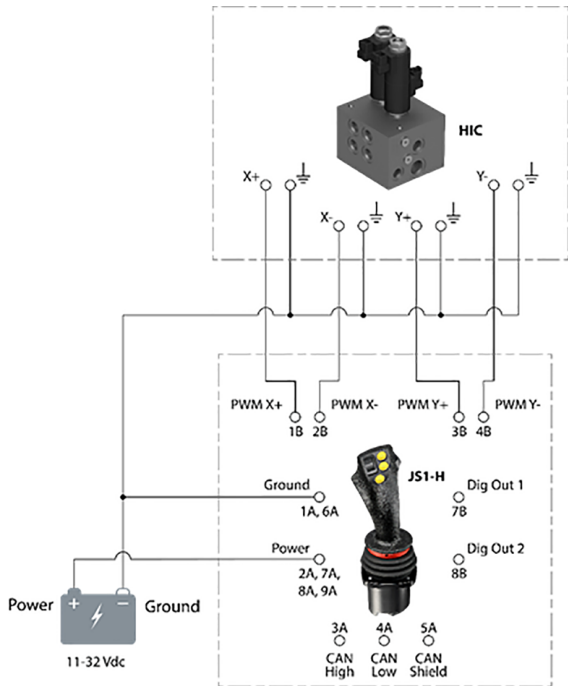 HIC
X+
Y-
X-
Y+
PWM X+
PWM X-
PWM Y+
PWM Y-
1B
2B
3B
4B
JS1-H
Ground
1A, 6A
Dig Out 1
7B
Power
2A, 7A,
8A, 9A
Dig Out 2
8B
Power
+
-
Ground
11-32 Vdc
3A
4A
5A
CAN
High
CAN
Low
CAN
Shield